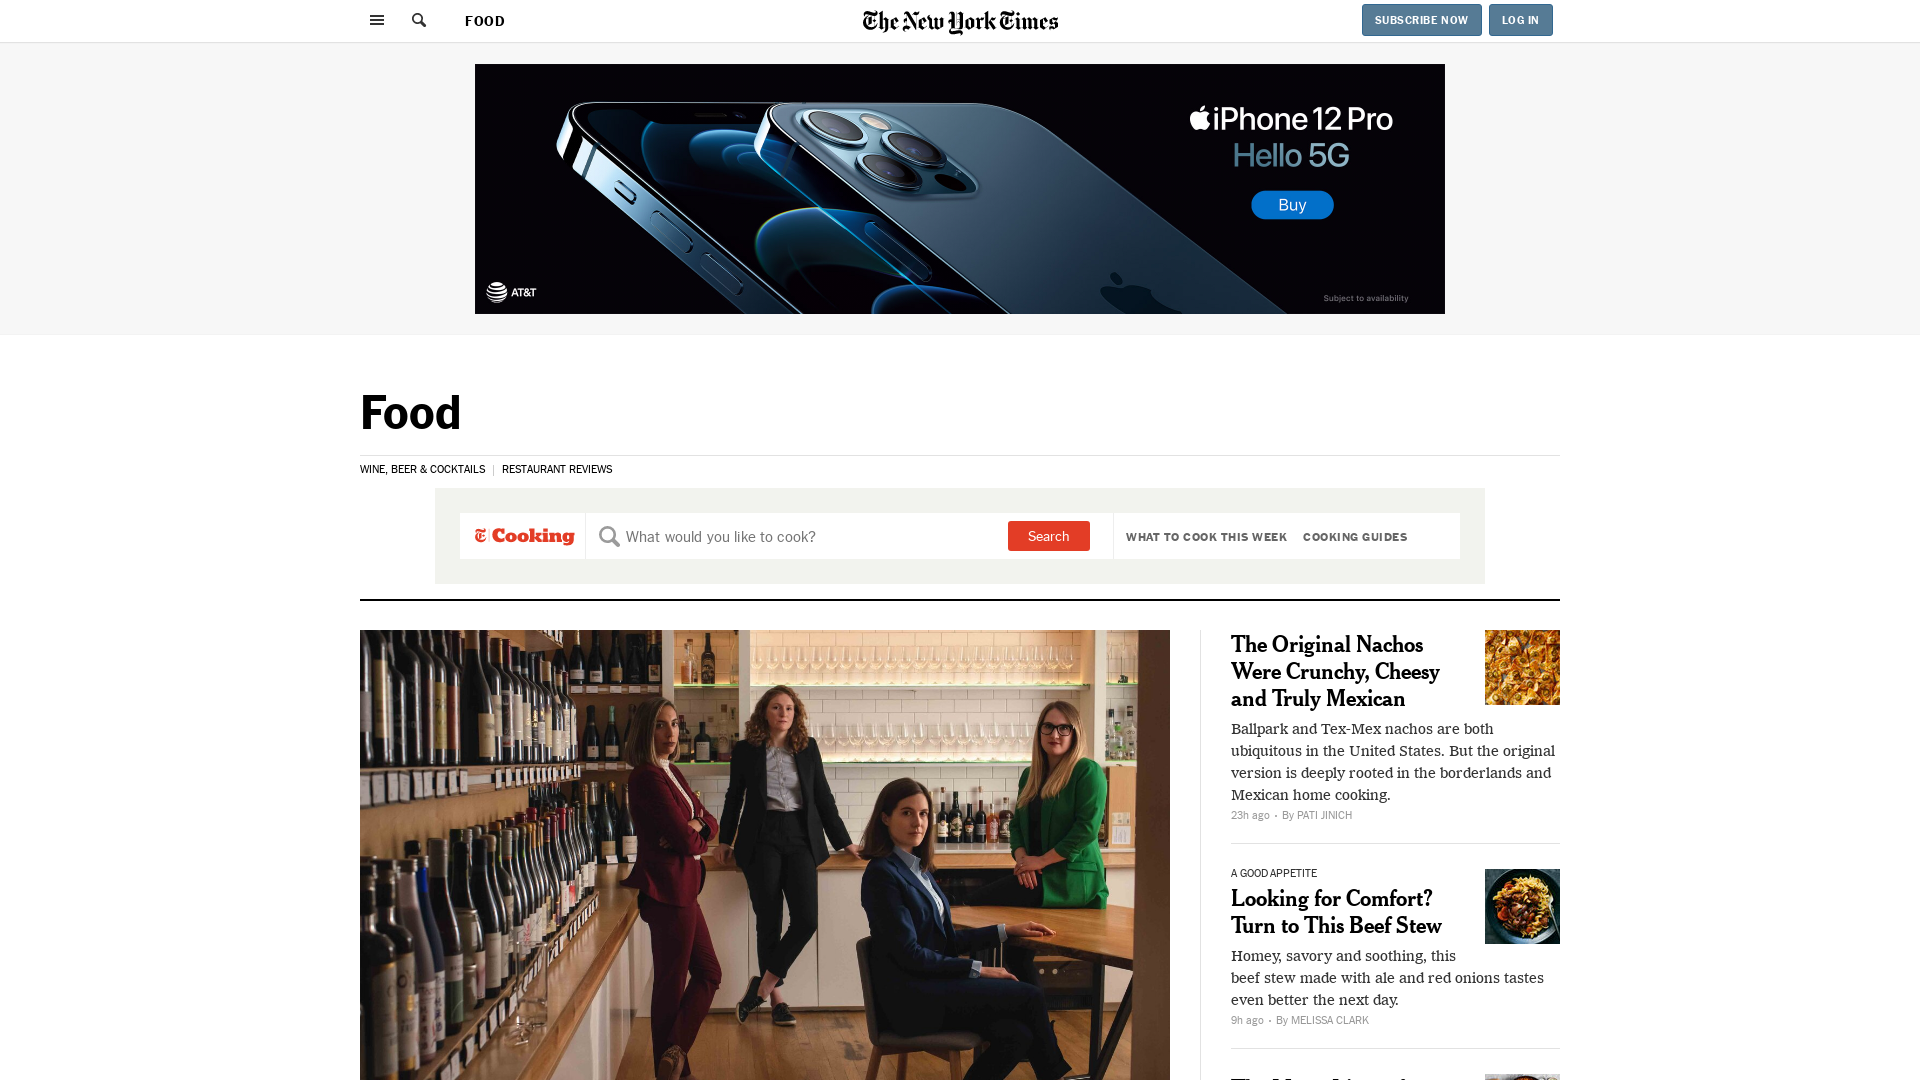 FOOD
The New York Times
SUBSCRIBE NOW
LOG IN
iPhone 12 Pro
Hello 5G
Buy
AT&T
Subject to availability
Food
WINE, BEER & COCKTAILS
RESTAURANT REVIEWS
Cooking
What would you like to cook?
Search
WHAT TO COOK THIS WEEK
COOKING GUIDES
The Original Nachos
Were Crunchy, Cheesy
and Truly Mexican
Ballpark and Tex-Mex nachos are both
ubiquitous in the United States. But the original
version is deeply rooted in the borderlands and
Mexican home cooking.
23h ago • By PATI JINICH
A GOOD APPETITE
Looking for Comfort?
Turn to This Beef Stew
Homey, savory and soothing, this
beef stew made with ale and red onions tastes
even better the next day.
9h ago • By MELISSA CLARK